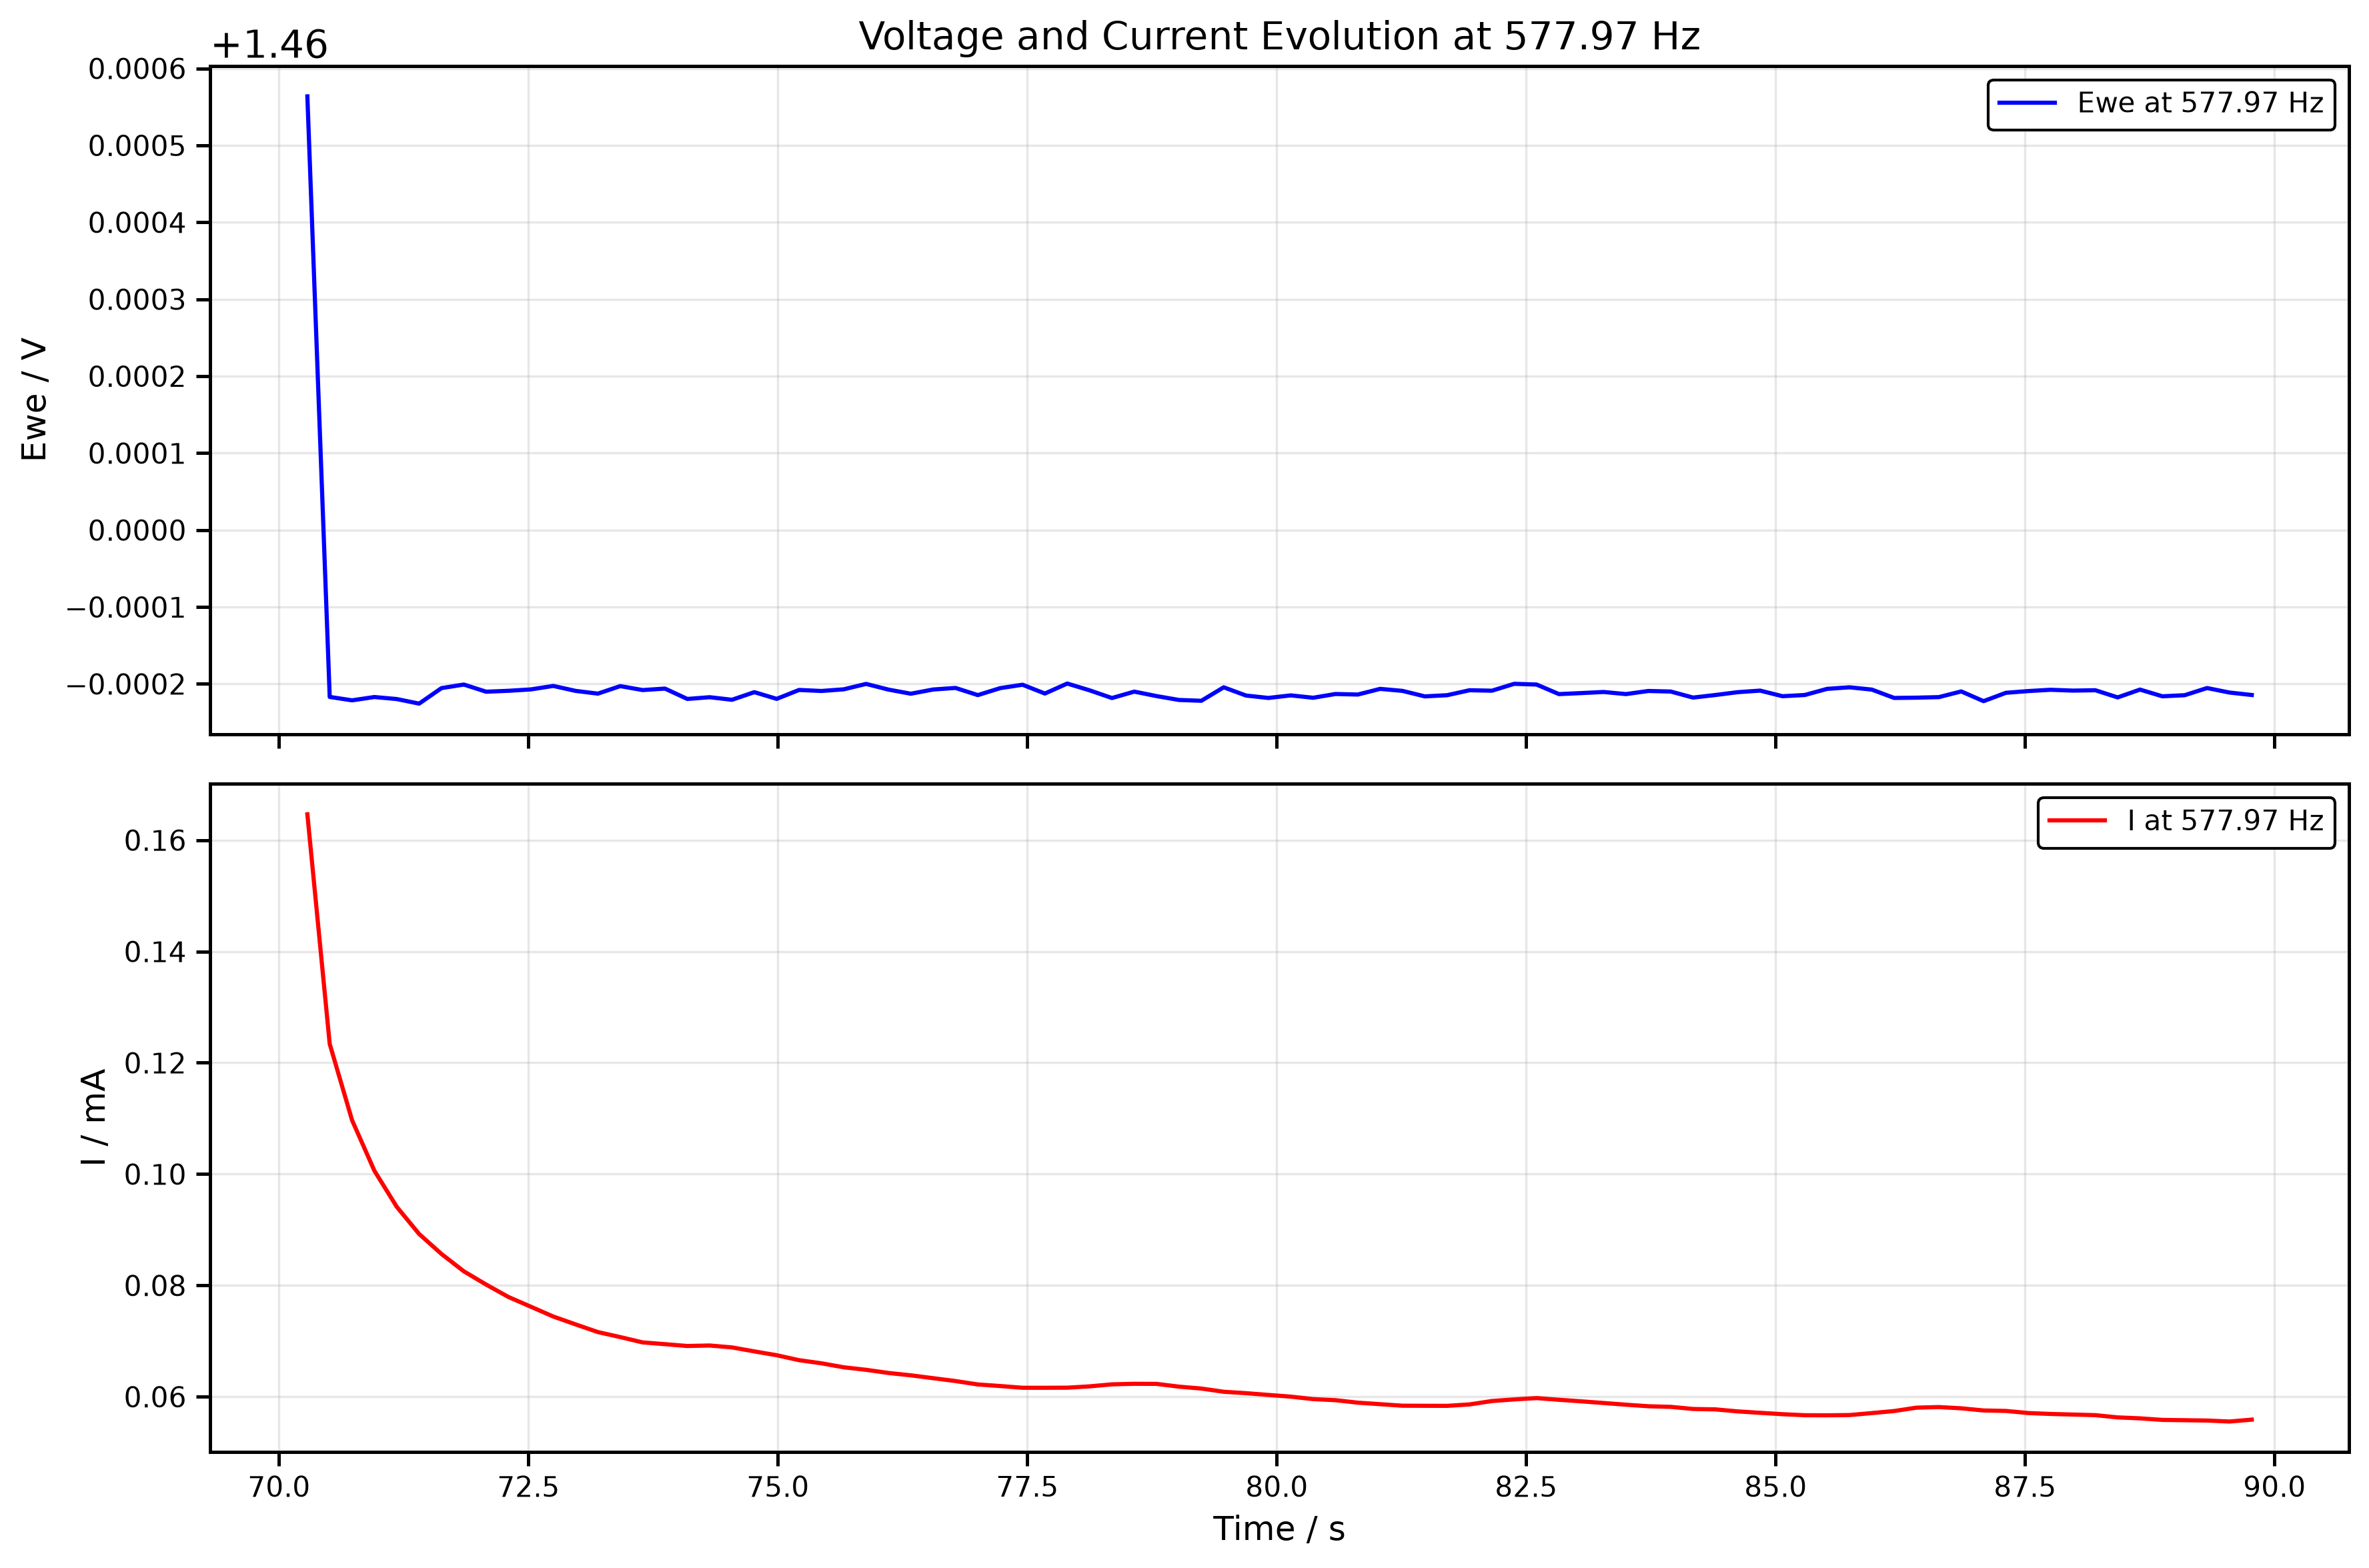 Voltage and Current Evolution at 577.97 Hz
+1.46
0.0006
0.0005
0.0004
0.0003
0.0002
0.0001
0.0000
−0.0001
−0.0002
Ewe / V
Ewe at 577.97 Hz
0.16
0.14
0.12
0.10
0.08
0.06
I / mA
I at 577.97 Hz
70.0 72.5 75.0 77.5 80.0 82.5 85.0 87.5 90.0
Time / s